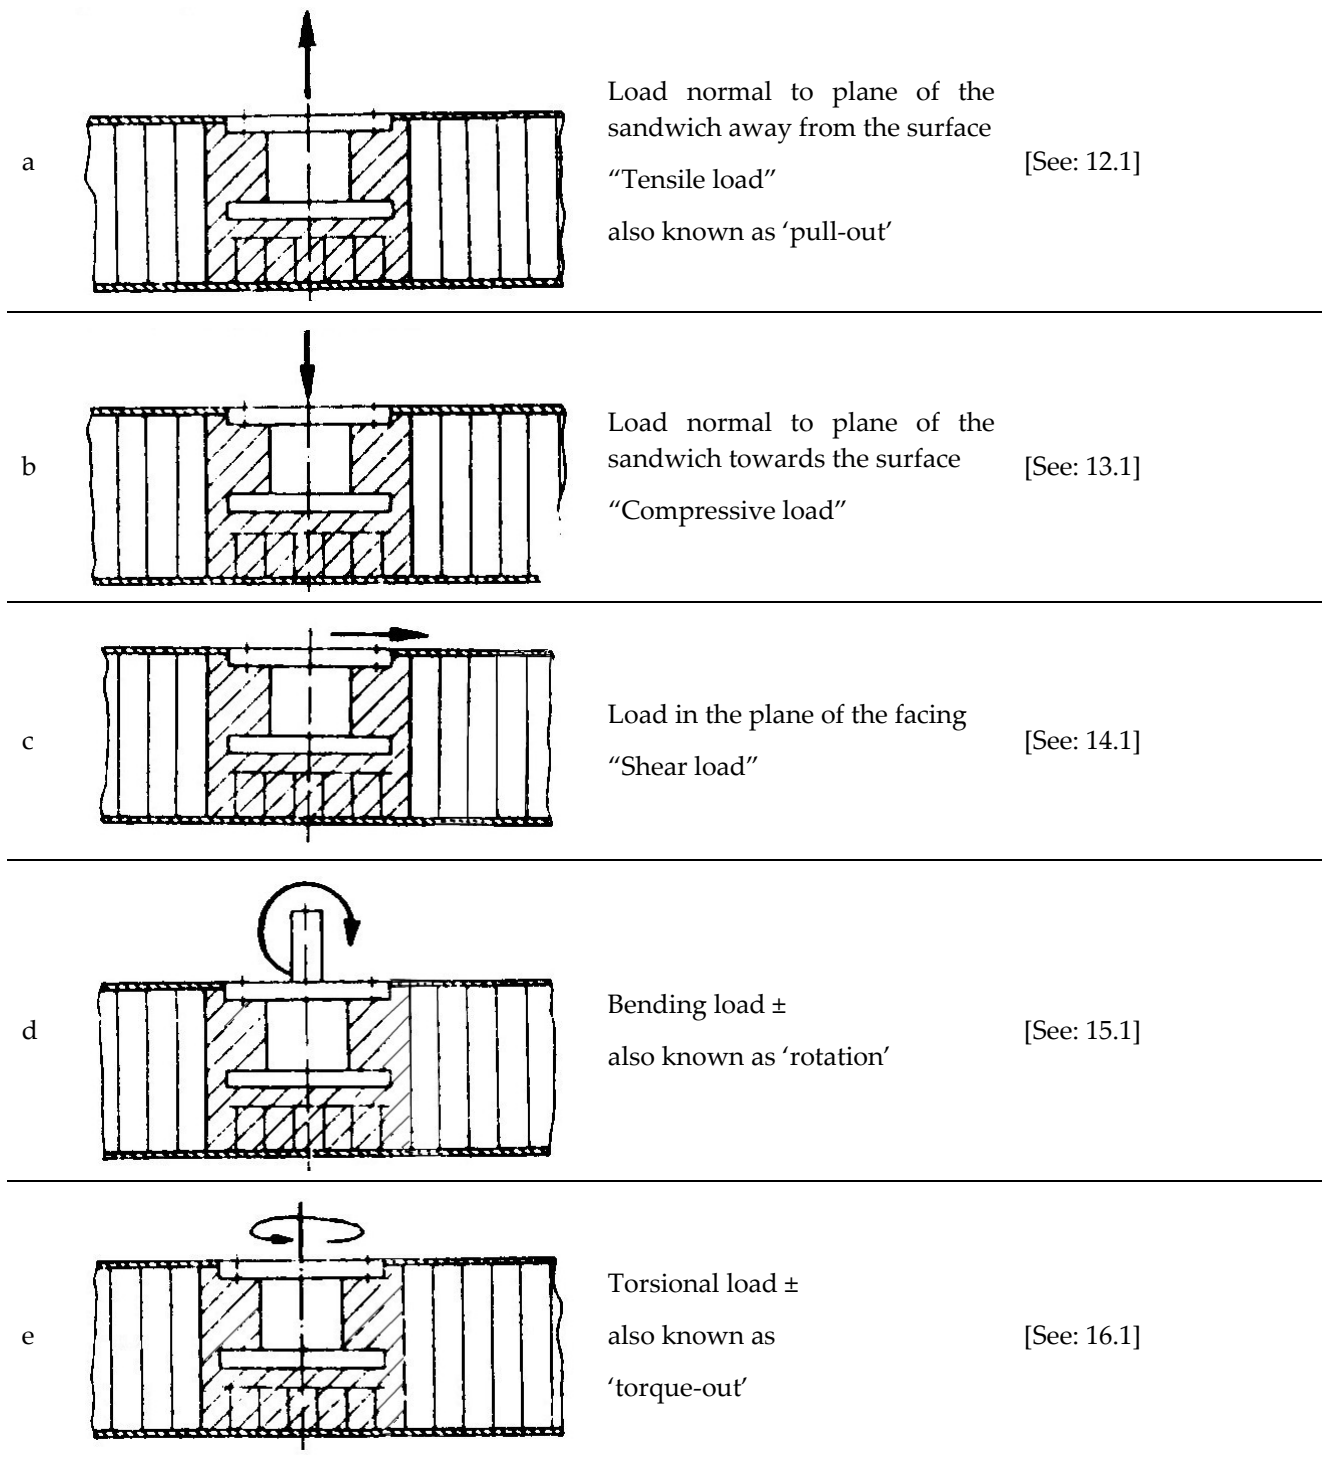 a
Load normal to plane of the
sandwich away from the surface
“Tensile load”
also known as ‘pull-out’
[See: 12.1]
b
Load normal to plane of the
sandwich towards the surface
“Compressive load”
[See: 13.1]
c
Load in the plane of the facing
“Shear load”
[See: 14.1]
d
Bending load ±
also known as ‘rotation’
[See: 15.1]
e
Torsional load ±
also known as
‘torque-out’
[See: 16.1]